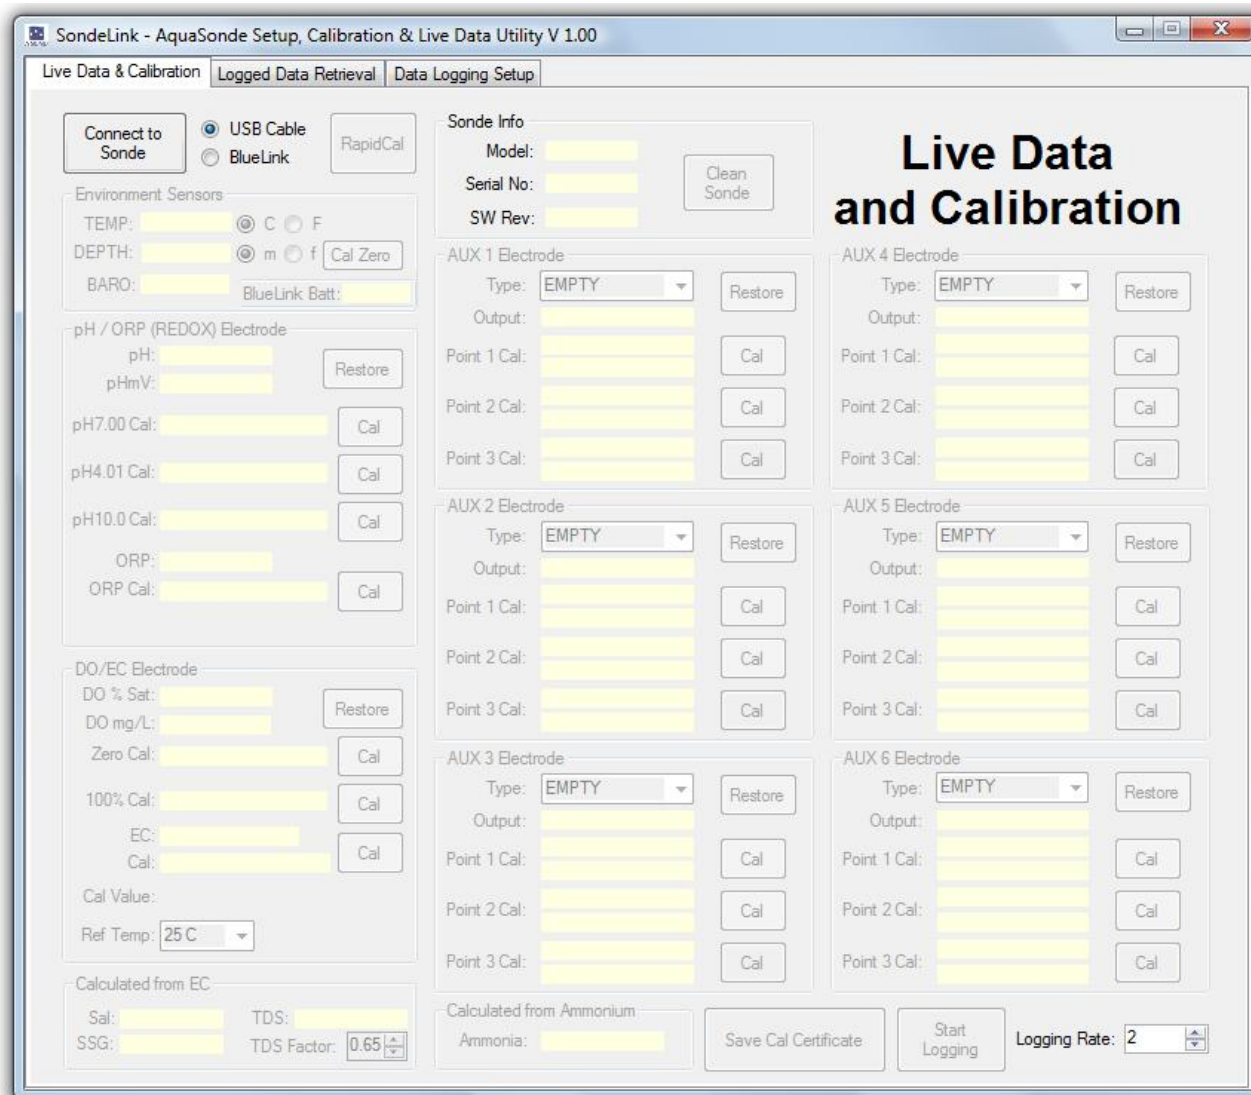 SondeLink - AquaSonde Setup, Calibration & Live Data Utility V 1.00
Live Data & Calibration
Logged Data Retrieval
Data Logging Setup
Connect to
Sonde
USB Cable
BlueLink
RapidCal
Environment Sensors
TEMP:
C
F
DEPTH:
m
f
Cal Zero
BARO:
BlueLink Batt:
pH / ORP (REDOX) Electrode
pH:
pHmV:
Restore
pH7.00 Cal:
Cal
pH4.01 Cal:
Cal
pH10.0 Cal:
Cal
ORP:
ORP Cal:
Cal
DO/EC Electrode
DO % Sat:
DO mg/L:
Restore
Zero Cal:
Cal
100% Cal:
Cal
EC:
Cal:
Cal
Cal Value:
Ref Temp:
25 C
Calculated from EC
Sal:
TDS:
SSG:
TDS Factor:
0.65
Sonde Info
Model:
Serial No:
SW Rev:
Clean
Sonde
Live Data
and Calibration
AUX 1 Electrode
Type:
EMPTY
Restore
Output:
Point 1 Cal:
Cal
Point 2 Cal:
Cal
Point 3 Cal:
Cal
AUX 2 Electrode
Type:
EMPTY
Restore
Output:
Point 1 Cal:
Cal
Point 2 Cal:
Cal
Point 3 Cal:
Cal
AUX 3 Electrode
Type:
EMPTY
Restore
Output:
Point 1 Cal:
Cal
Point 2 Cal:
Cal
Point 3 Cal:
Cal
AUX 4 Electrode
Type:
EMPTY
Restore
Output:
Point 1 Cal:
Cal
Point 2 Cal:
Cal
Point 3 Cal:
Cal
AUX 5 Electrode
Type:
EMPTY
Restore
Output:
Point 1 Cal:
Cal
Point 2 Cal:
Cal
Point 3 Cal:
Cal
AUX 6 Electrode
Type:
EMPTY
Restore
Output:
Point 1 Cal:
Cal
Point 2 Cal:
Cal
Point 3 Cal:
Cal
Calculated from Ammonium
Ammonia:
Save Cal Certificate
Start
Logging
Logging Rate:
2